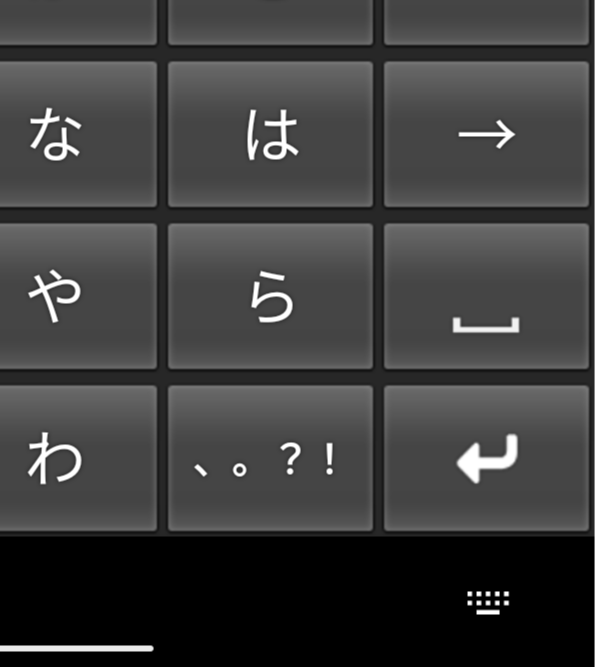 な は →
や ら
わ 、。?!